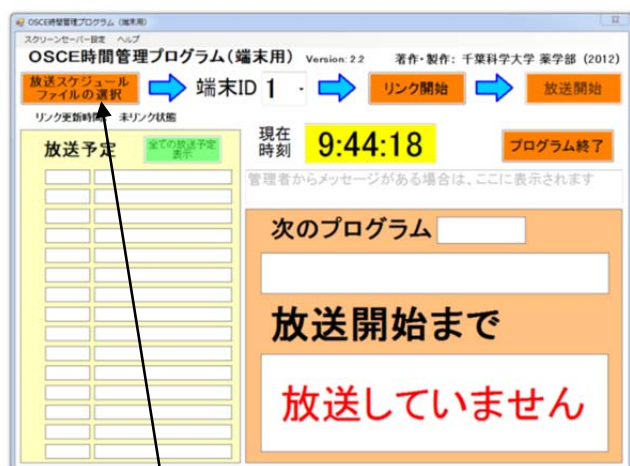 OSCE時間管理プログラム (端末用)
スクリーンセーバー設定 ヘルプ
OSCE時間管理プログラム(端末用) Version: 2.2 著作・製作: 千葉科学大学 薬学部 (2012)
放送スケジュール
ファイルの選択
端末ID 1
リンク開始
放送開始
リンク更新時間: 未リンク状態
放送予定
全ての放送予定
表示
現在
時刻
9:44:18
プログラム終了
管理者からメッセージがある場合は、ここに表示されます
次のプログラム
放送開始まで
放送していません